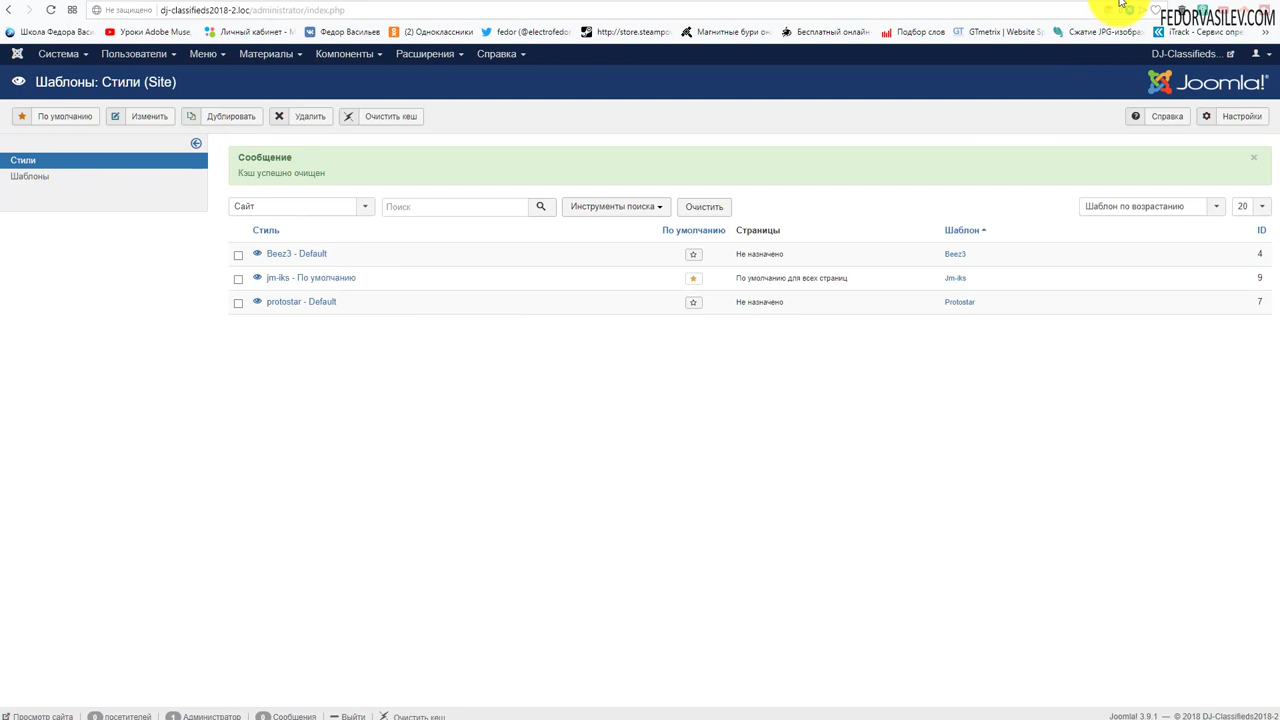 Не защищено dj-classifieds2018-2.loc/administrator/index.php
FEDORVASILEV.COM
Школа Федора Васи Уроки Adobe Muse. Личный кабинет - М Федор Васильев (2) Одноклассники fedor (@electrofedor) http://store.steampo Магнитные бури он Бесплатный онлайн Подбор слов GTmetrix | Website Sp Сжатие JPG-изобра iTrack - Сервис опре »
Система Пользователи Меню Материалы Компоненты Расширения Справка DJ-Classifieds...
Шаблоны: Стили (Site) Joomla!®
По умолчанию Изменить Дублировать Удалить Очистить кеш Справка Настройки
Стили
Шаблоны
Сообщение ×
Кэш успешно очищен
Сайт Поиск Инструменты поиска Очистить Шаблон по возрастанию 20
Стиль По умолчанию Страницы Шаблон ID
Beez3 - Default Не назначено Beez3 4
jm-iks - По умолчанию По умолчанию для всех страниц Jm-iks 9
protostar - Default Не назначено Protostar 7
Просмотр сайта 0 посетителей 1 Администратор 0 Сообщения Выйти Очистить кеш Joomla! 3.9.1 — © 2018 DJ-Classifieds2018-2